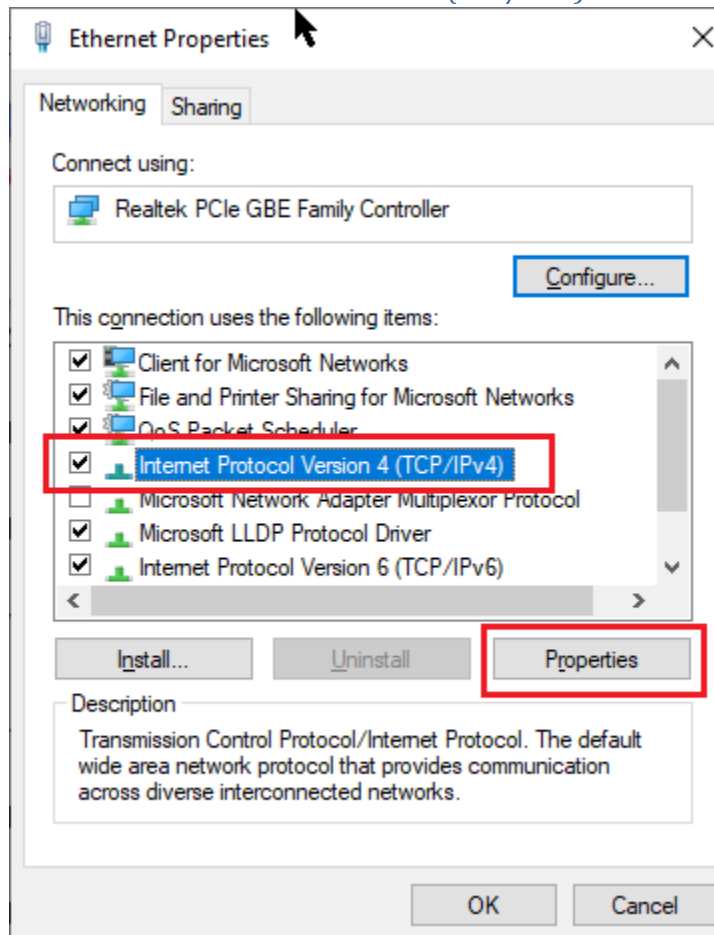 Ethernet Properties
Networking Sharing
Connect using:
Realtek PCIe GBE Family Controller
Configure...
This connection uses the following items:
Client for Microsoft Networks
File and Printer Sharing for Microsoft Networks
QoS Packet Scheduler
Internet Protocol Version 4 (TCP/IPv4)
Microsoft Network Adapter Multiplexor Protocol
Microsoft LLDP Protocol Driver
Internet Protocol Version 6 (TCP/IPv6)
Install... Uninstall Properties
Description
Transmission Control Protocol/Internet Protocol. The default
wide area network protocol that provides communication
across diverse interconnected networks.
OK Cancel